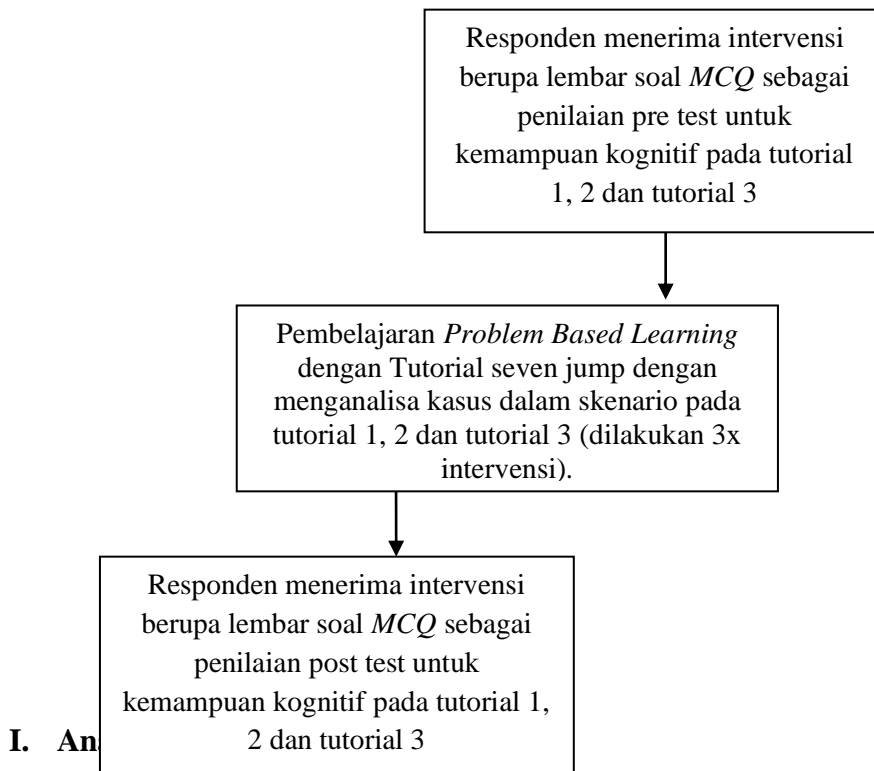 Responden menerima intervensi
berupa lembar soal MCQ sebagai
penilaian pre test untuk
kemampuan kognitif pada tutorial
1, 2 dan tutorial 3
Pembelajaran Problem Based Learning
dengan Tutorial seven jump dengan
menganalisa kasus dalam skenario pada
tutorial 1, 2 dan tutorial 3 (dilakukan 3x
intervensi).
Responden menerima intervensi
berupa lembar soal MCQ sebagai
penilaian post test untuk
kemampuan kognitif pada tutorial 1,
2 dan tutorial 3
I.